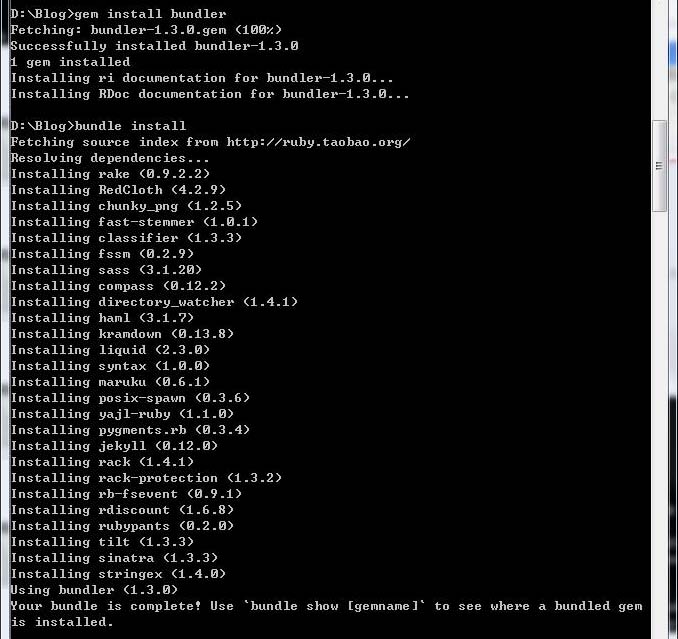 D:\Blog>gem install bundler
Fetching: bundler-1.3.0.gem (100%)
Successfully installed bundler-1.3.0
1 gem installed
Installing ri documentation for bundler-1.3.0...
Installing RDoc documentation for bundler-1.3.0...
D:\Blog>bundle install
Fetching source index from http://ruby.taobao.org/
Resolving dependencies...
Installing rake (0.9.2.2)
Installing RedCloth (4.2.9)
Installing chunky_png (1.2.5)
Installing fast-stemmer (1.0.1)
Installing classifier (1.3.3)
Installing fssm (0.2.9)
Installing sass (3.1.20)
Installing compass (0.12.2)
Installing directory_watcher (1.4.1)
Installing haml (3.1.7)
Installing kramdown (0.13.8)
Installing liquid (2.3.0)
Installing syntax (1.0.0)
Installing maruku (0.6.1)
Installing posix-spawn (0.3.6)
Installing yajl-ruby (1.1.0)
Installing pygments.rb (0.3.4)
Installing jekyll (0.12.0)
Installing rack (1.4.1)
Installing rack-protection (1.3.2)
Installing rb-fsevent (0.9.1)
Installing rdiscount (1.6.8)
Installing rubypants (0.2.0)
Installing tilt (1.3.3)
Installing sinatra (1.3.3)
Installing stringex (1.4.0)
Using bundler (1.3.0)
Your bundle is complete! Use `bundle show [gemname]` to see where a bundled gem
is installed.